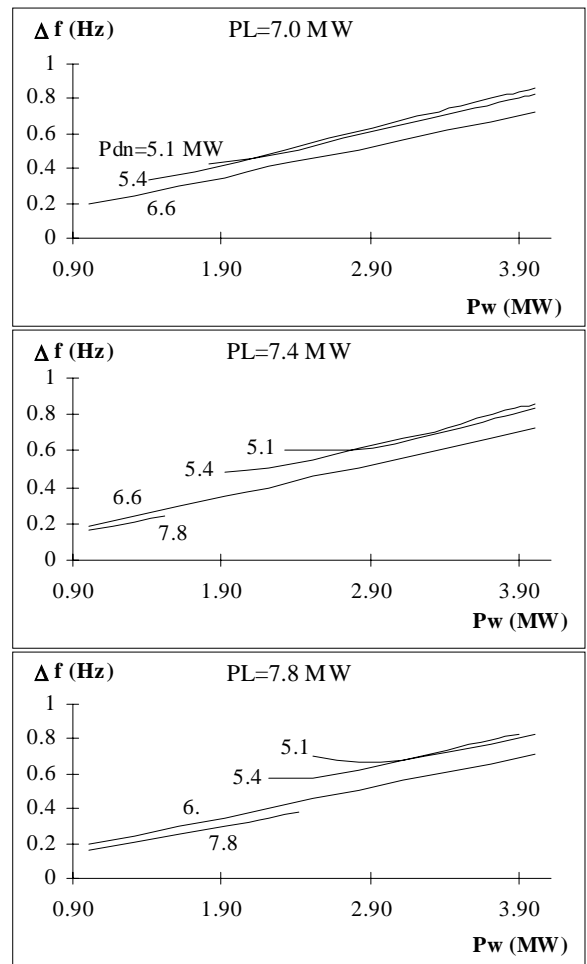 Δ f (Hz) PL=7.0 MW
1
0.8
0.6
Pdn=5.1 MW
0.4
5.4
0.2
6.6
0
0.90 1.90 2.90 3.90
Pw (MW)
Δ f (Hz) PL=7.4 MW
1
0.8
0.6
5.1
5.4
0.4
6.6
0.2
7.8
0
0.90 1.90 2.90 3.90
Pw (MW)
Δ f (Hz) PL=7.8 MW
1
0.8
5.1
0.6
5.4
0.4
6.
0.2
7.8
0
0.90 1.90 2.90 3.90
Pw (MW)